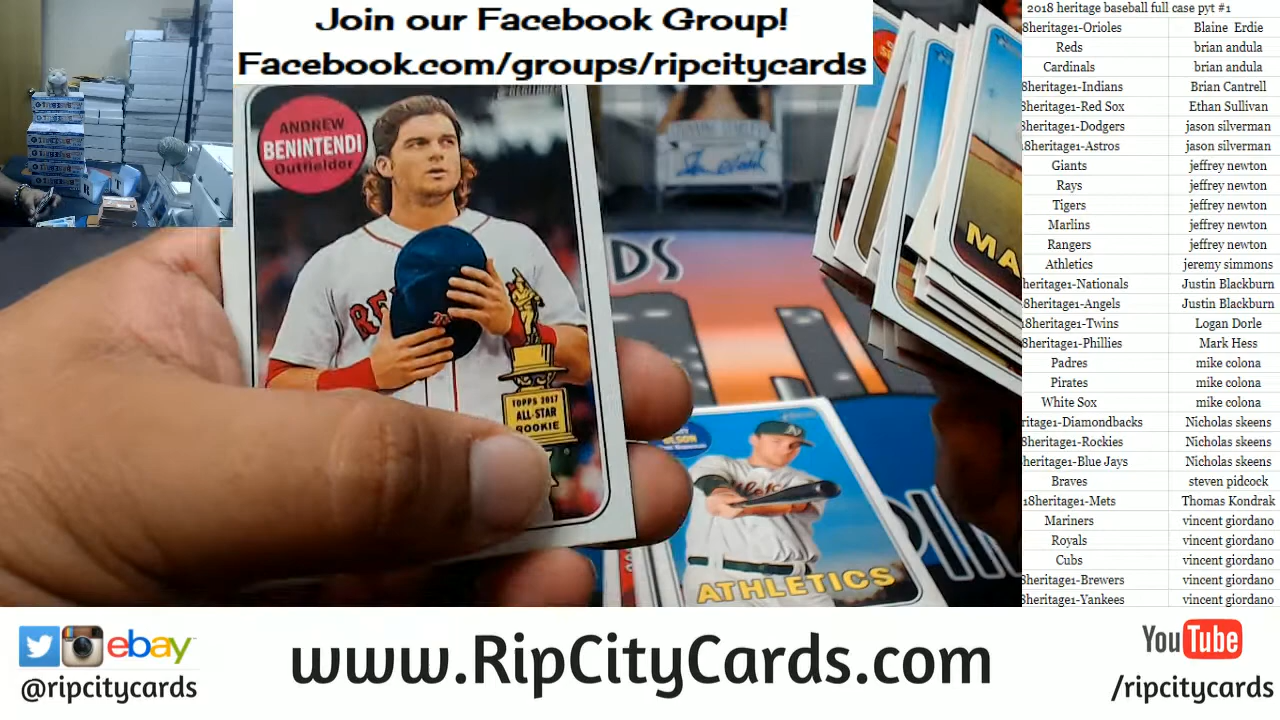 Join our Facebook Group!
Facebook.com/groups/ripcitycards
ANDREW
BENINTENDI
Outfielder
RE
TOPPS 2017
ALL-STAR
ROOKIE
DS
MA
OLSON
ATHLETICS
2018 heritage baseball full case pyt #1
8heritage1-Orioles Blaine Erdie
Reds brian andula
Cardinals brian andula
heritage1-Indians Brian Cantrell
8heritage1-Red Sox Ethan Sullivan
8heritage1-Dodgers jason silverman
8heritage1-Astros jason silverman
Giants jeffrey newton
Rays jeffrey newton
Tigers jeffrey newton
Marlins jeffrey newton
Rangers jeffrey newton
Athletics jeremy simmons
heritage1-Nationals Justin Blackburn
8heritage1-Angels Justin Blackburn
18heritage1-Twins Logan Dorle
8heritage1-Phillies Mark Hess
Padres mike colona
Pirates mike colona
White Sox mike colona
ritage1-Diamondbacks Nicholas skeens
heritage1-Rockies Nicholas skeens
heritage1-Blue Jays Nicholas skeens
Braves steven pidcock
18heritage1-Mets Thomas Kondrak
Mariners vincent giordano
Royals vincent giordano
Cubs vincent giordano
heritage1-Brewers vincent giordano
8heritage1-Yankees vincent giordano
ebay
@ripcitycards
www.RipCityCards.com
YouTube
/ripcitycards